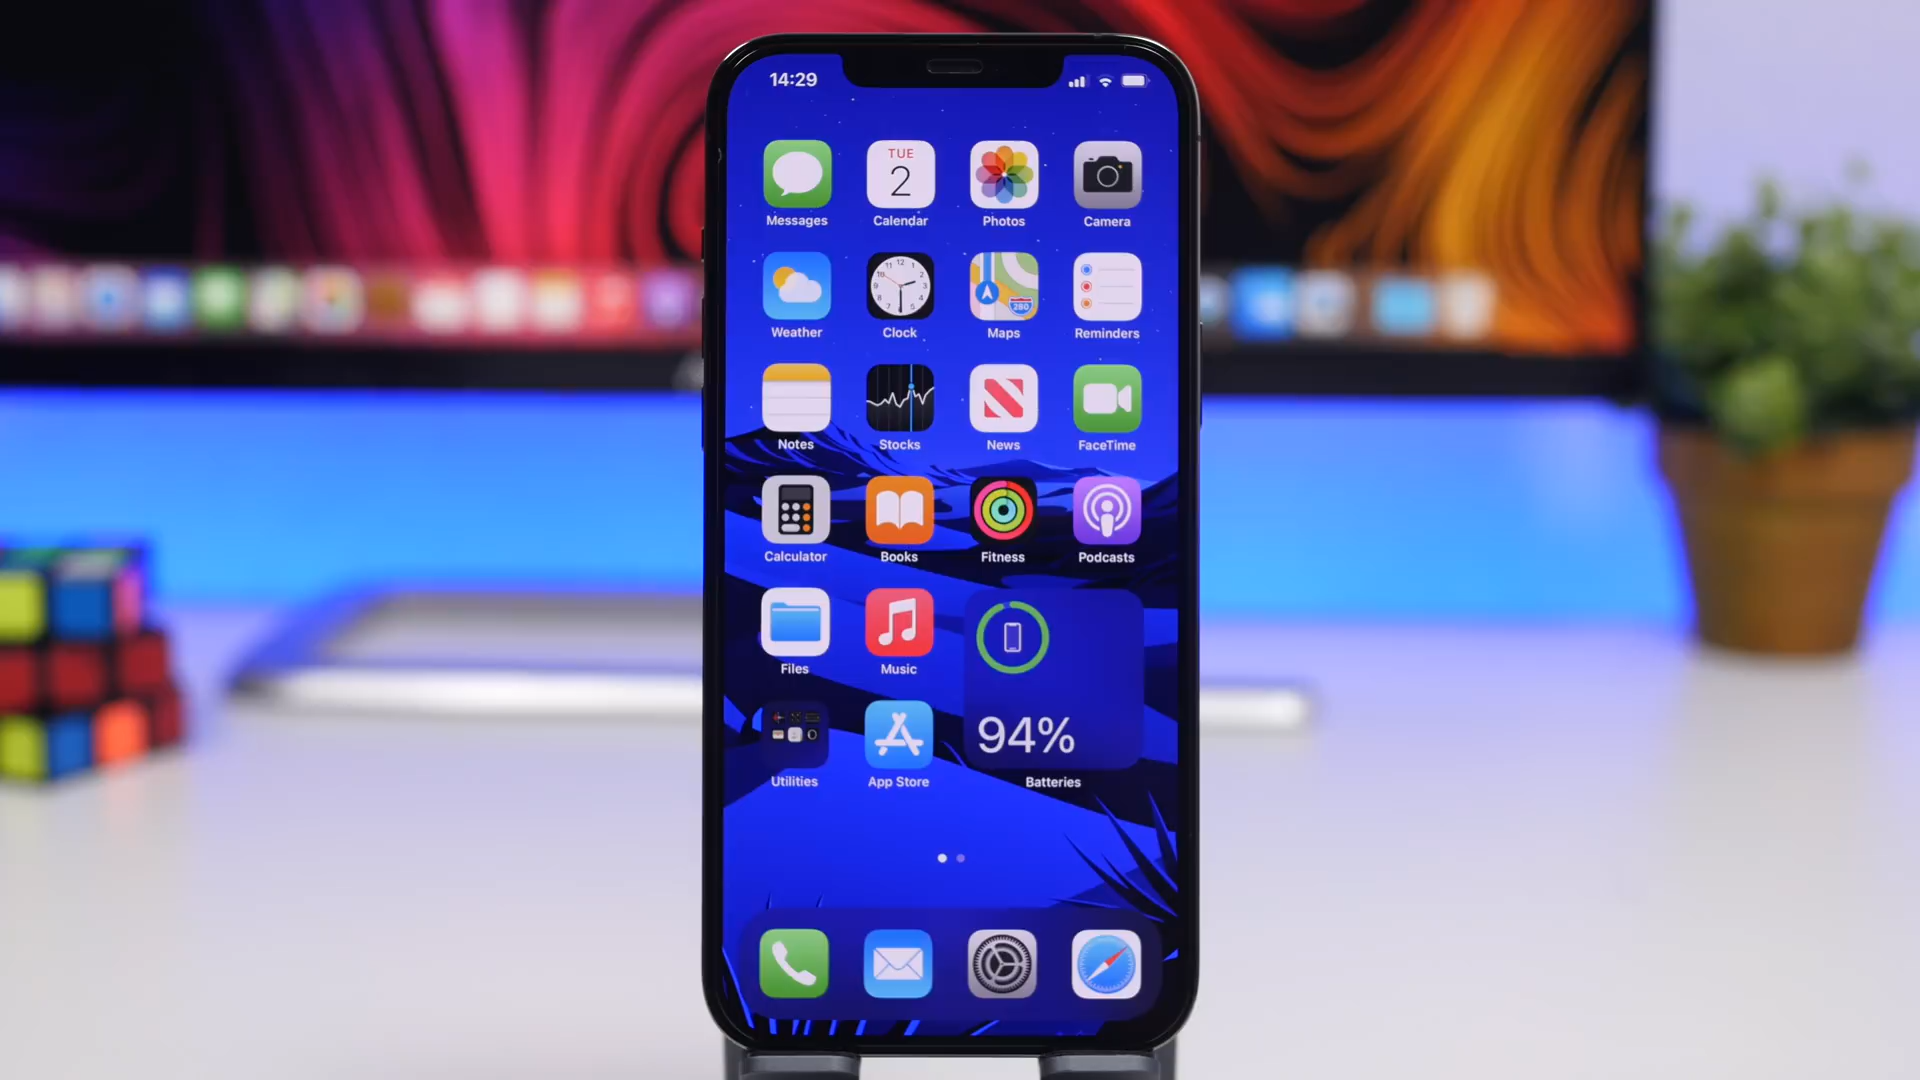 14:29
TUE
2
Messages Calendar Photos Camera
280
Weather Clock Maps Reminders
Notes Stocks News FaceTime
Calculator Books Fitness Podcasts
Files Music
94%
Utilities App Store Batteries